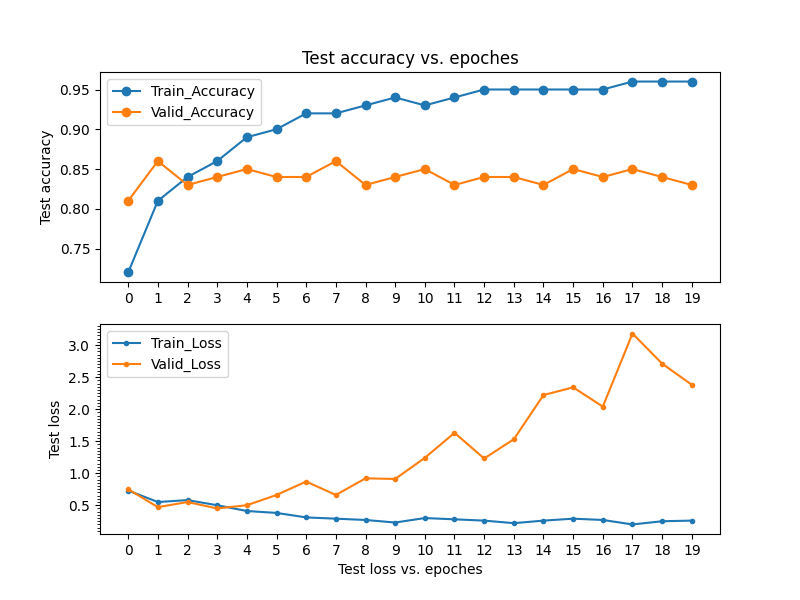 Test accuracy vs. epoches
Train_Accuracy
Valid_Accuracy
Test accuracy
0.95
0.90
0.85
0.80
0.75
0 1 2 3 4 5 6 7 8 9 10 11 12 13 14 15 16 17 18 19
Train_Loss
Valid_Loss
Test loss
3.0
2.5
2.0
1.5
1.0
0.5
0 1 2 3 4 5 6 7 8 9 10 11 12 13 14 15 16 17 18 19
Test loss vs. epoches